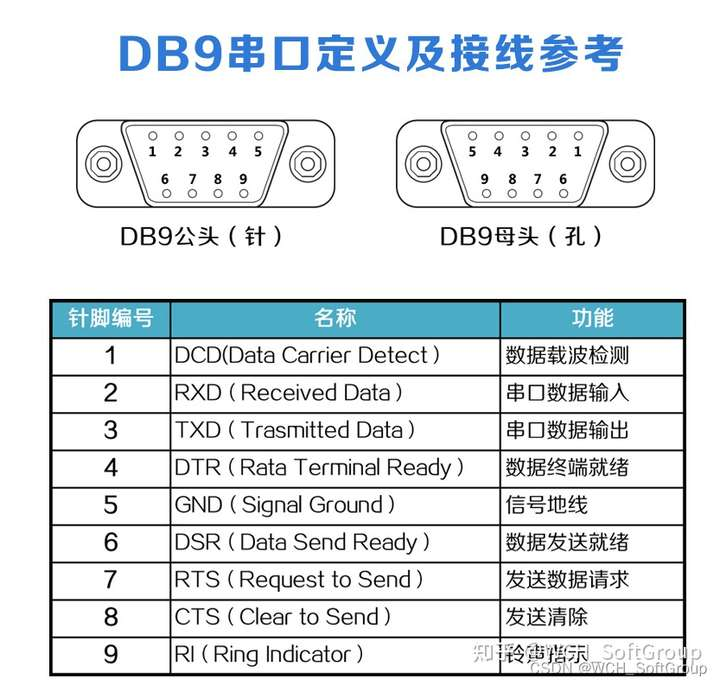 DB9串口定义及接线参考
1 2 3 4 5
6 7 8 9
DB9公头（针）
5 4 3 2 1
9 8 7 6
DB9母头（孔）
针脚编号 名称 功能
1 DCD(Data Carrier Detect） 数据载波检测
2 RXD（Received Data） 串口数据输入
3 TXD（Trasmitted Data） 串口数据输出
4 DTR（Rata Terminal Ready） 数据终端就绪
5 GND（Signal Ground） 信号地线
6 DSR（Data Send Ready） 数据发送就绪
7 RTS（Request to Send） 发送数据请求
8 CTS（Clear to Send） 发送清除
9 RI（Ring Indicator） 铃声指示
知乎 @WCH_SoftGroup
CSDN @WCH_SoftGroup